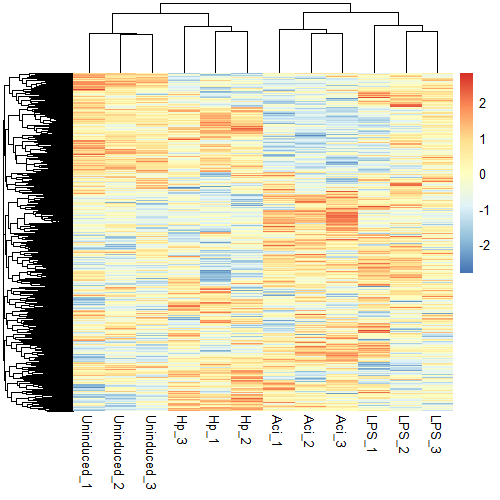 2
1
0
-1
-2
Uninduced_1
Uninduced_2
Uninduced_3
Hp_3
Hp_1
Hp_2
Aci_1
Aci_2
Aci_3
LPS_1
LPS_2
LPS_3